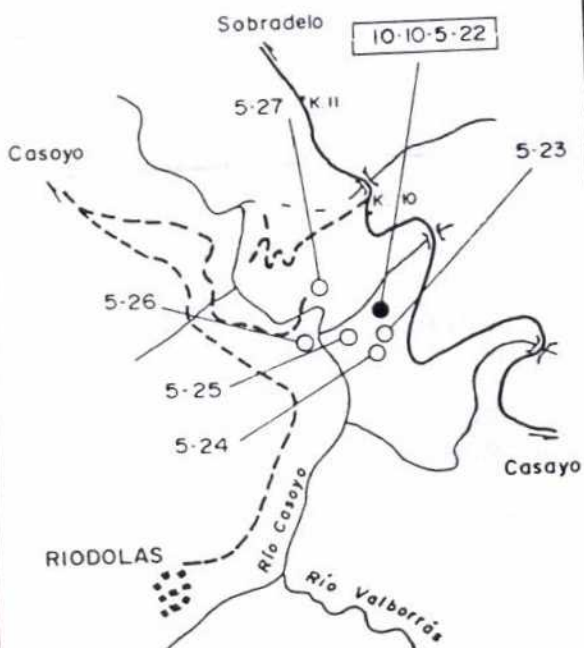 Sobradelo
10-10-5-22
5-27
K. 11
5-23
Casoyo
K. 10
5-26
5-25
5-24
Casayo
RIODOLAS
Río Casoyo
Río Valborrás